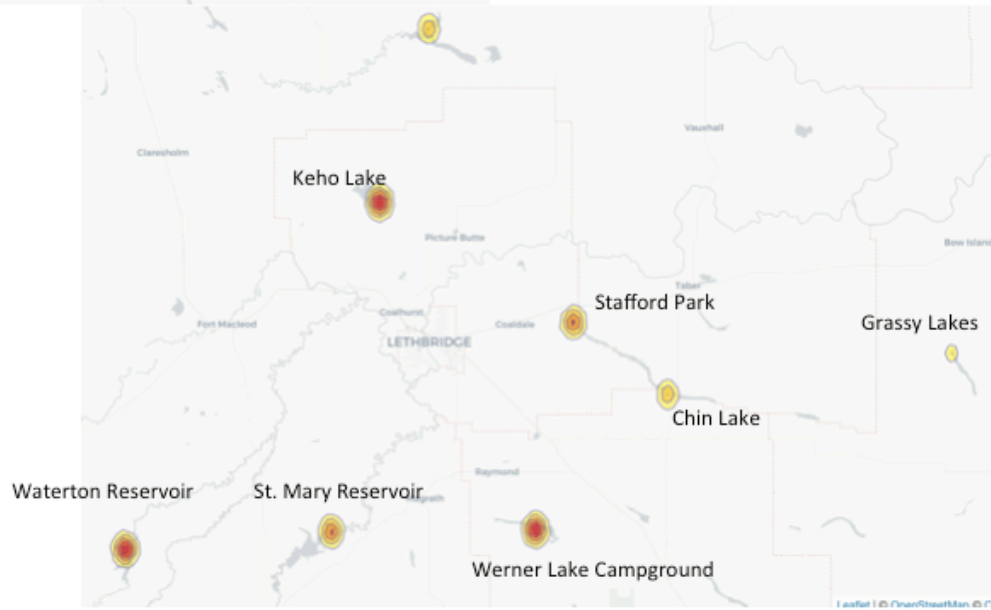 Vauxhall
Claresholm
Keho Lake
Picture Butte
Bow Island
Taber
Stafford Park
Coalhurst
Fort Macleod
Coaldale
Grassy Lakes
LETHBRIDGE
Chin Lake
Raymond
Waterton Reservoir
St. Mary Reservoir
Werner Lake Campground
Leaflet | © OpenStreetMap ©